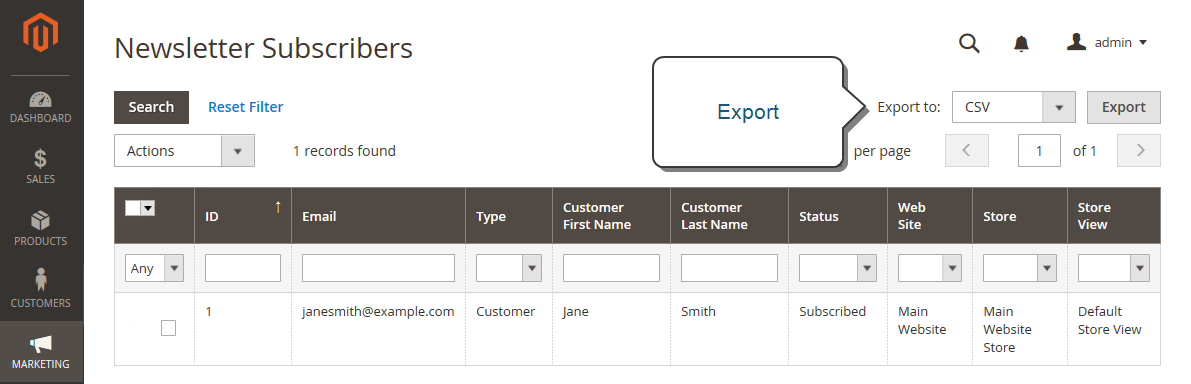 Newsletter Subscribers
admin
Search
Reset Filter
Export
Export to:
CSV
Export
Actions
1 records found
per page
1
of 1
ID
Email
Type
Customer
First Name
Customer
Last Name
Status
Web
Site
Store
Store
View
Any
1
janesmith@example.com
Customer
Jane
Smith
Subscribed
Main
Website
Main
Website
Store
Default
Store View
DASHBOARD
$
SALES
PRODUCTS
CUSTOMERS
MARKETING